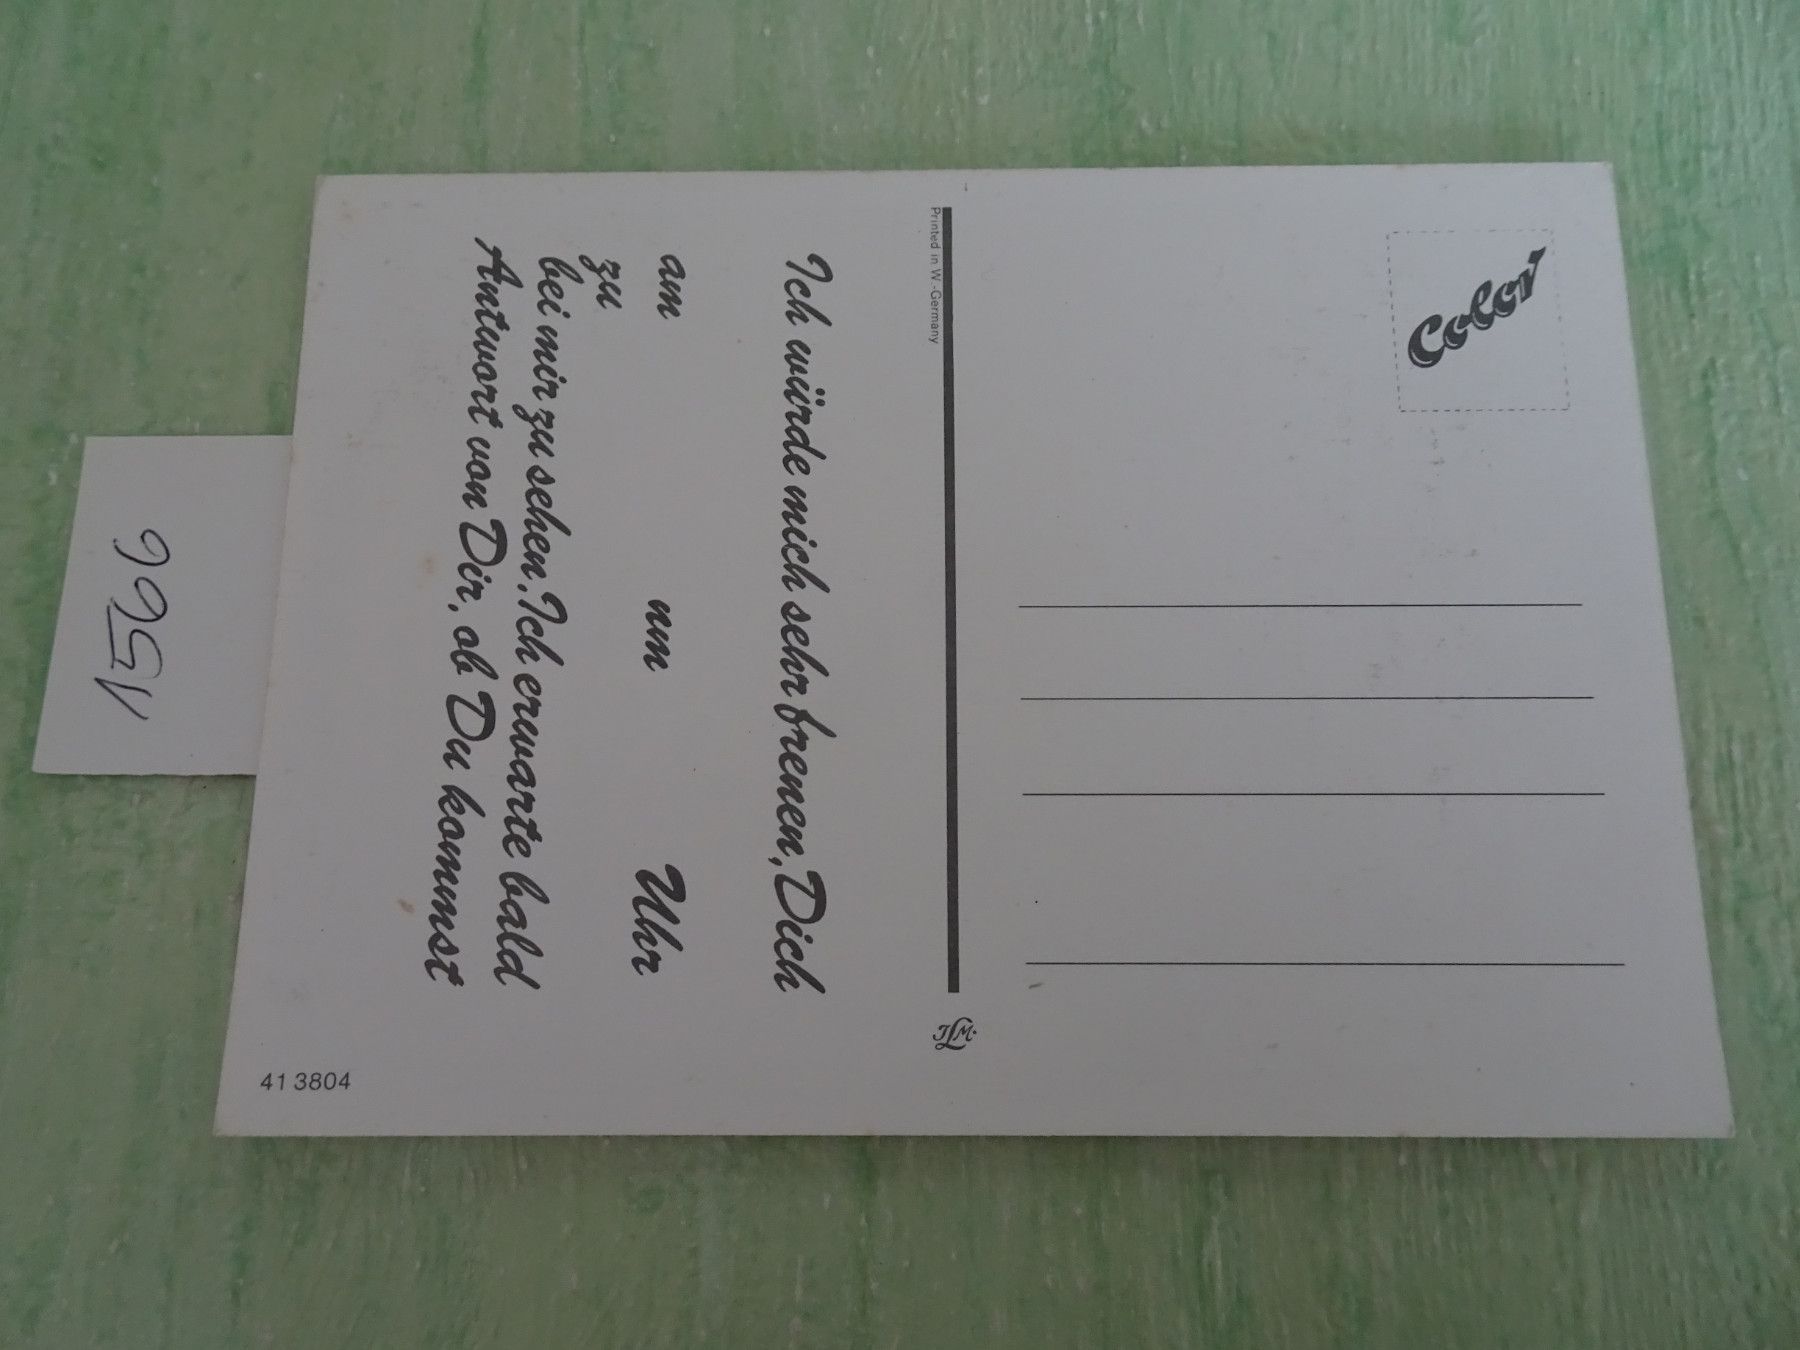 Color
Printed in W.-Germany
Ich würde mich sehr freuen, Dich
am um Uhr
zu
bei mir zu sehen. Ich erwarte bald
Antwort von Dir, ob Du kommst
41 3804
1566